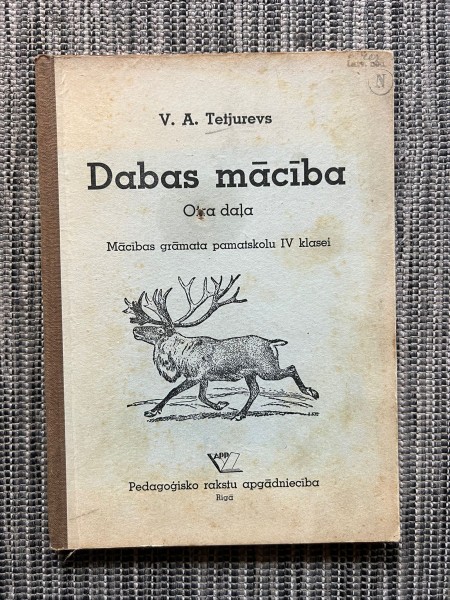 V. A. Tetjurevs
Dabas mācība
Otra daļa
Mācības grāmata pamatskolu IV klasei
Pedagoģisko rakstu apgādniecība
Rīgā
N